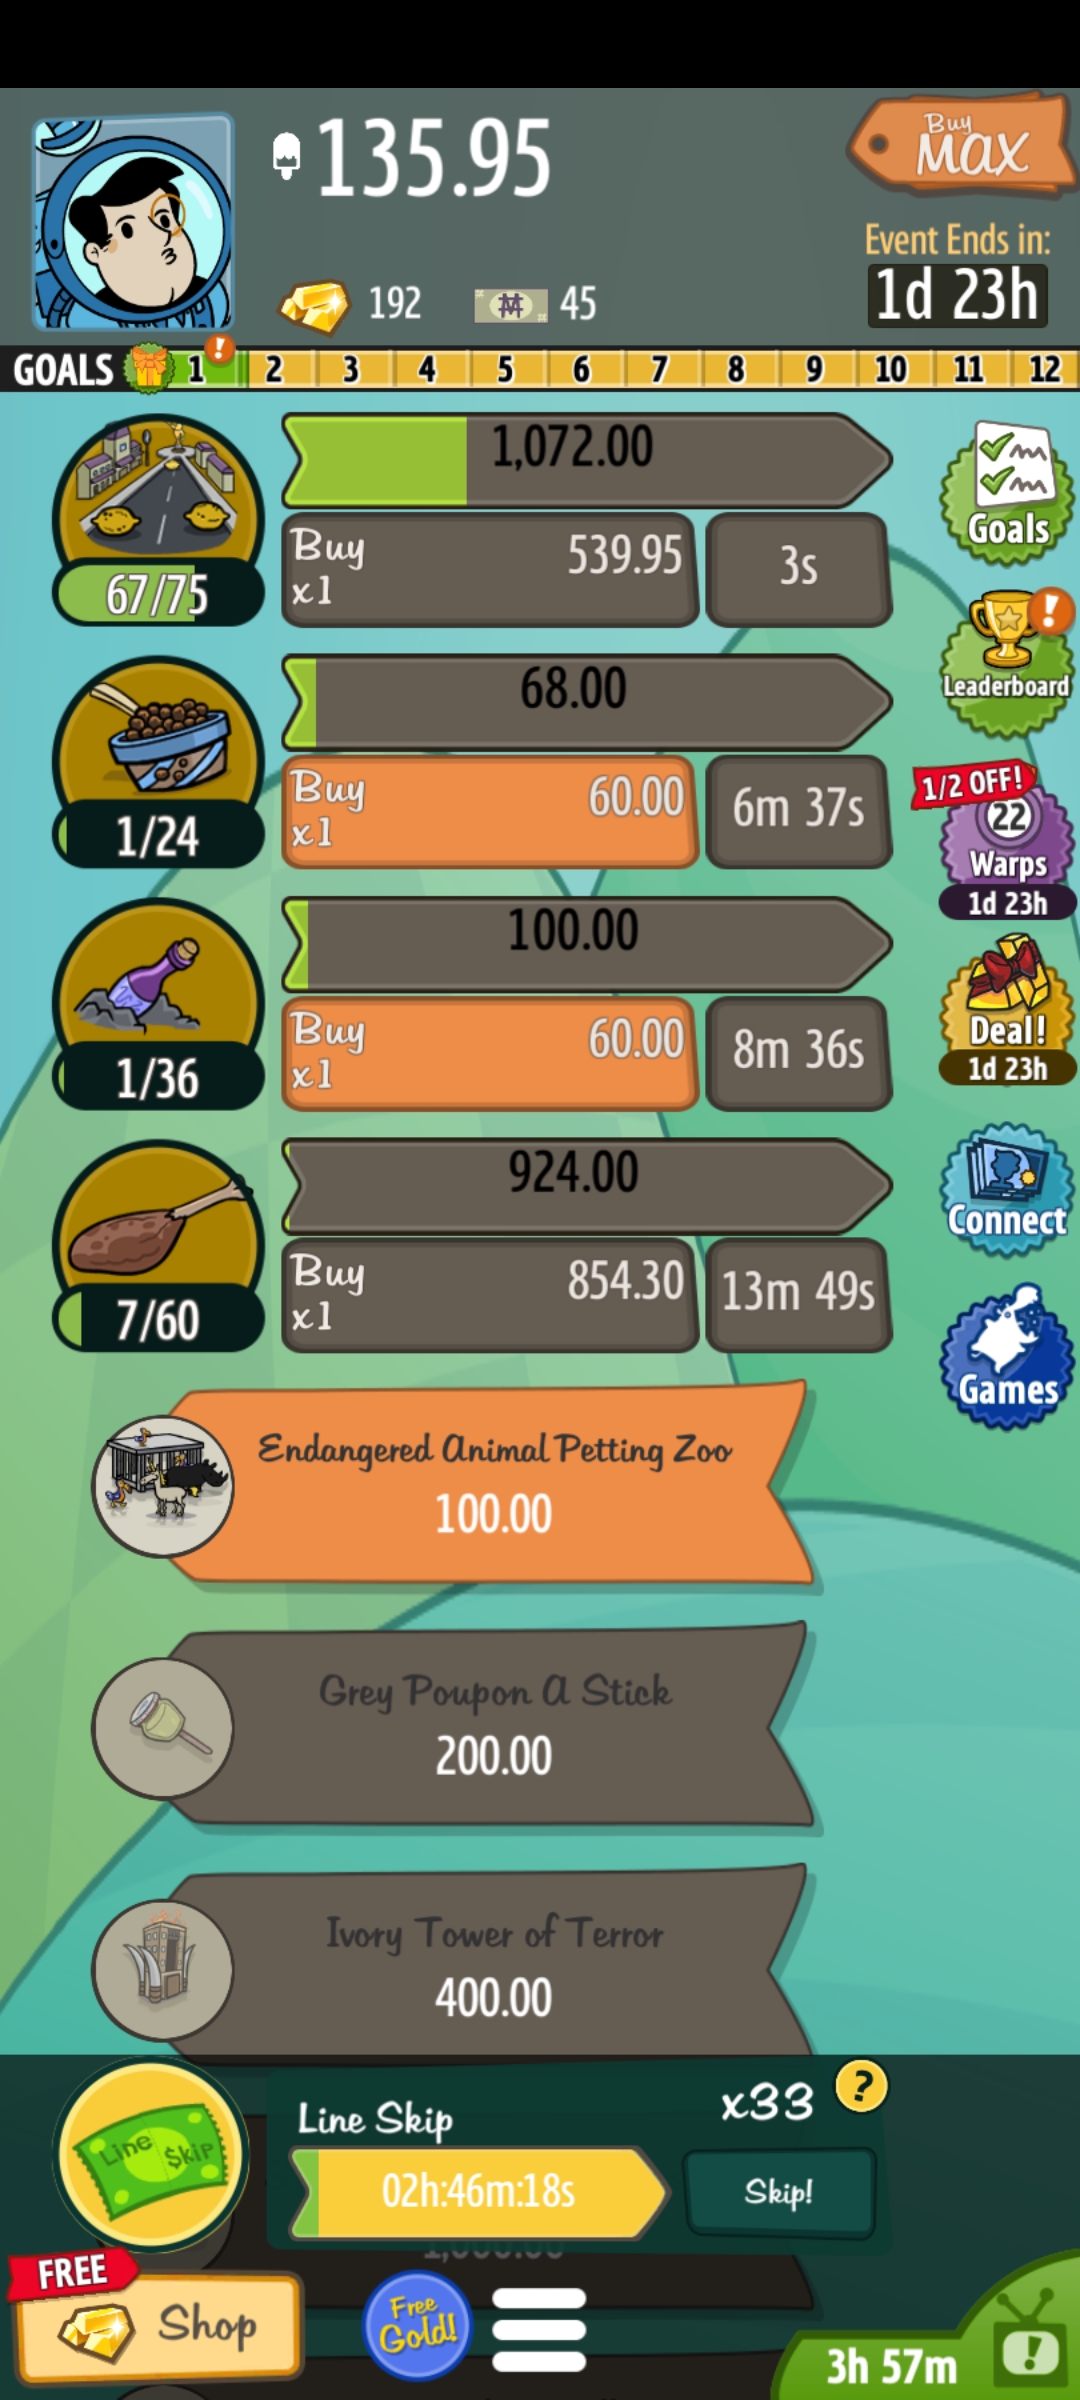 135.95
Buy
MAX
Event Ends in:
192
45
1d 23h
GOALS 1 ! 2 3 4 5 6 7 8 9 10 11 12
1,072.00
Buy
x1
539.95
3s
67/75
Goals
68.00
Buy
x1
60.00
6m 37s
1/24
!
Leaderboard
100.00
Buy
x1
60.00
8m 36s
1/36
1/2 OFF!
22
Warps
1d 23h
Deal!
1d 23h
924.00
Buy
x1
854.30
13m 49s
7/60
Connect
Games
Endangered Animal Petting Zoo
100.00
Grey Poupon A Stick
200.00
Ivory Tower of Terror
400.00
Line Skip
x33
?
Line $kip
02h:46m:18s
Skip!
1,000.00
FREE
Shop
Free
Gold!
3h 57m
!